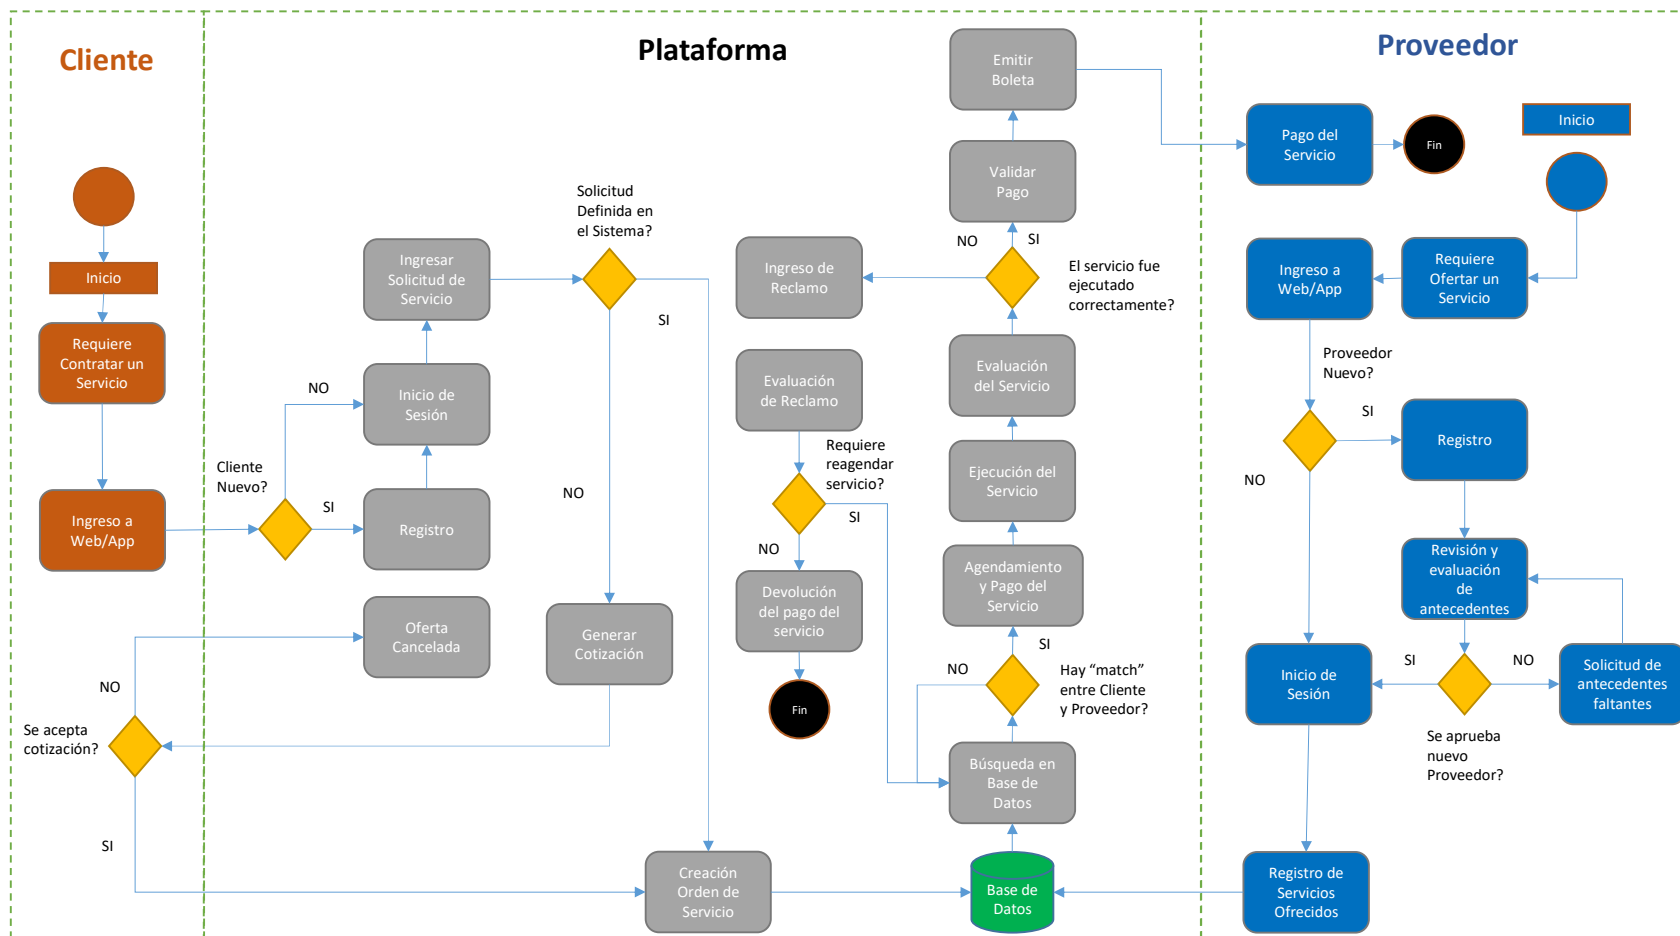 Cliente
Inicio
Requiere
Contratar un
Servicio
Ingreso a
Web/App
Se acepta
cotización?
NO
SI
Plataforma
Cliente
Nuevo?
NO
SI
Ingresar
Solicitud de
Servicio
Inicio de
Sesión
Registro
Oferta
Cancelada
Solicitud
Definida en
el Sistema?
SI
NO
Generar
Cotización
Creación
Orden de
Servicio
Ingreso de
Reclamo
Evaluación
de Reclamo
Requiere
reagendar
servicio?
SI
NO
Devolución
del pago del
servicio
Fin
Emitir
Boleta
Validar
Pago
NO
SI
El servicio fue
ejecutado
correctamente?
Evaluación
del Servicio
Ejecución del
Servicio
Agendamiento
y Pago del
Servicio
SI
NO
Hay “match”
entre Cliente
y Proveedor?
Búsqueda en
Base de
Datos
Base de
Datos
Proveedor
Pago del
Servicio
Fin
Inicio
Ingreso a
Web/App
Requiere
Ofertar un
Servicio
Proveedor
Nuevo?
SI
NO
Registro
Revisión y
evaluación
de
antecedentes
SI
NO
Inicio de
Sesión
Solicitud de
antecedentes
faltantes
Se aprueba
nuevo
Proveedor?
Registro de
Servicios
Ofrecidos